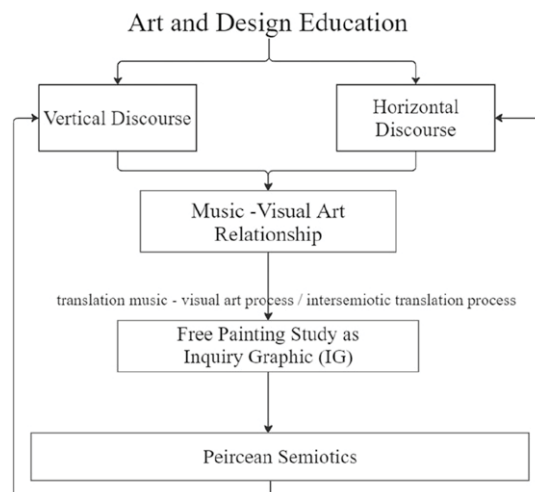 Art and Design Education
Vertical Discourse
Horizontal
Discourse
Music -Visual Art
Relationship
translation music - visual art process / intersemiotic translation process
Free Painting Study as
Inquiry Graphic (IG)
Peircean Semiotics